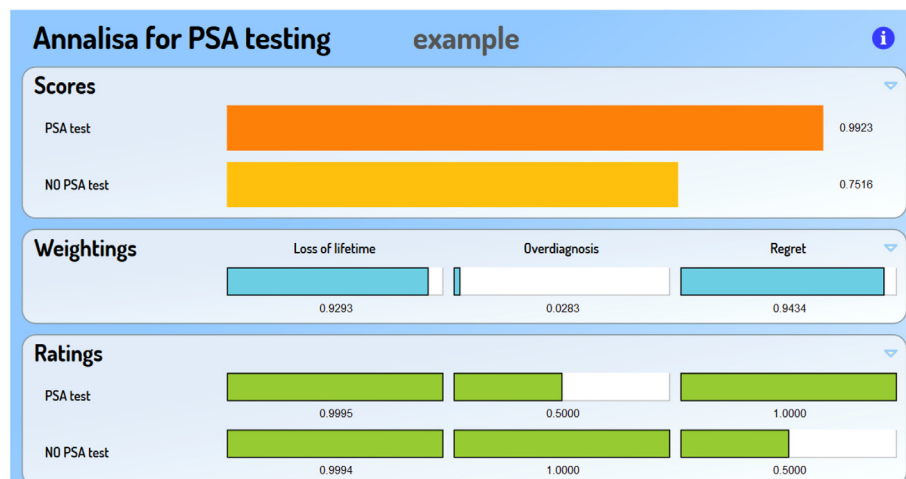 Annalisa for PSA testing example i
Scores
PSA test 0.9923
NO PSA test 0.7516
Weightings Loss of lifetime Overdiagnosis Regret
0.9293 0.0283 0.9434
Ratings
PSA test
0.9995 0.5000 1.0000
NO PSA test
0.9994 1.0000 0.5000